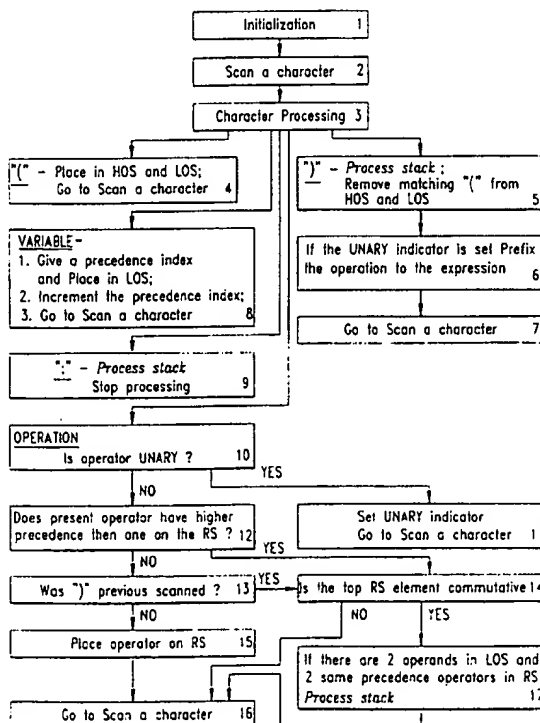 Initialization 1
Scan a character 2
Character Processing 3
"(" - Place in HOS and LOS;
Go to Scan a character 4
")" - Process stack;
Remove matching "(" from
HOS and LOS 5
VARIABLE-
1. Give a precedence index
and Place in LOS;
2. Increment the precedence index;
3. Go to Scan a character 8
If the UNARY indicator is set Prefix
the operation to the expression 6
Go to Scan a character 7
";" - Process stack
Stop processing 9
OPERATION
Is operator UNARY ? 10
YES
NO
Does present operator have higher
precedence then one on the RS ? 12
Set UNARY indicator
Go to Scan a character 1
YES
NO
Was ")" previous scanned ? 13
YES
Is the top RS element commutative 14
NO
NO
YES
Place operator on RS 15
If there are 2 operands in LOS and
2 same precedence operators in RS
Process stack 17
Go to Scan a character 16